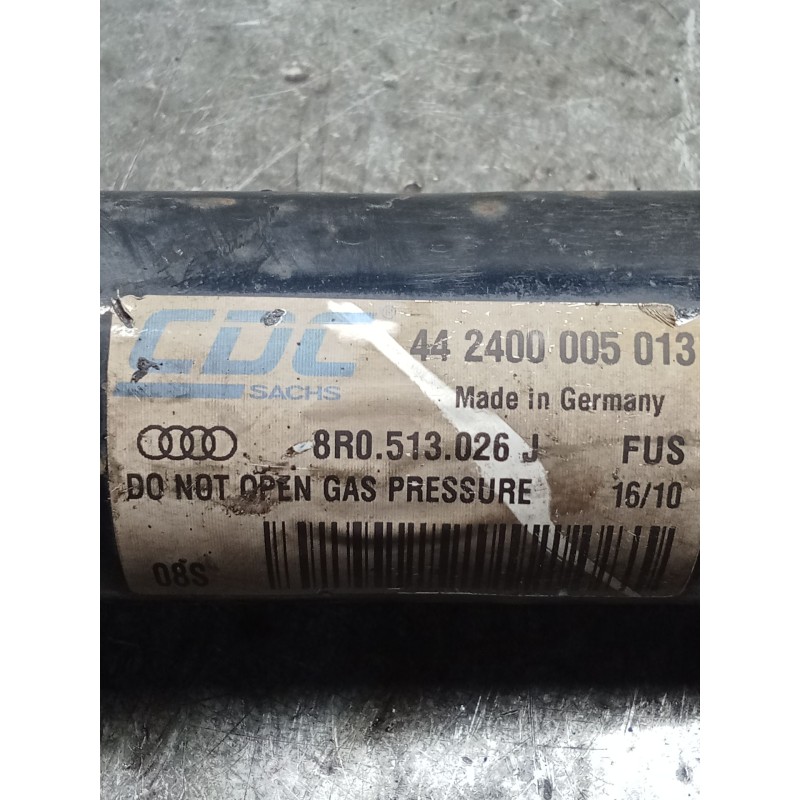 CDC 44 2400 005 013
SACHS
Made in Germany
8R0.513.026 J FUS
DO NOT OPEN GAS PRESSURE 16/10
08S